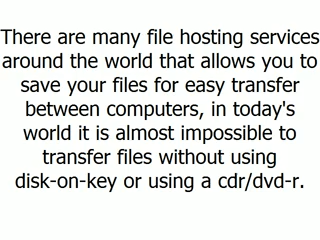 There are many file hosting services
around the world that allows you to
save your files for easy transfer
between computers, in today's
world it is almost impossible to
transfer files without using
disk-on-key or using a cdr/dvd-r.